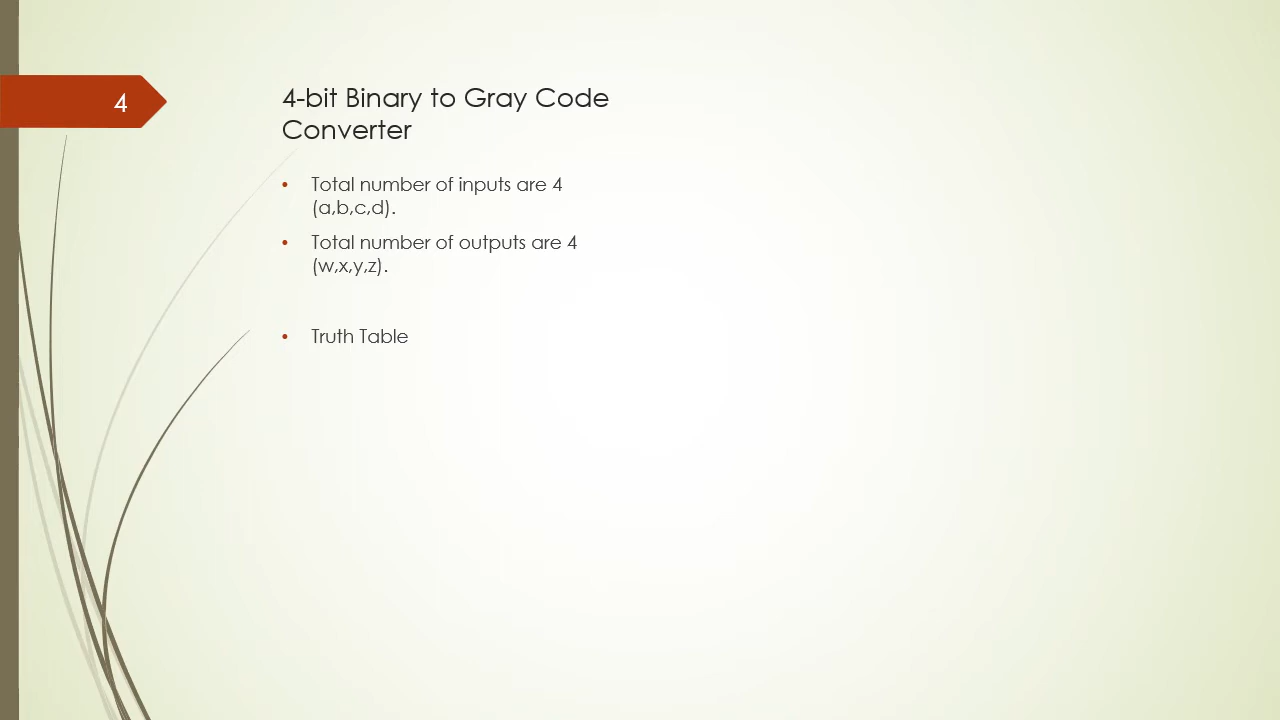 4
4-bit Binary to Gray Code
Converter
• Total number of inputs are 4
(a,b,c,d).
• Total number of outputs are 4
(w,x,y,z).
• Truth Table